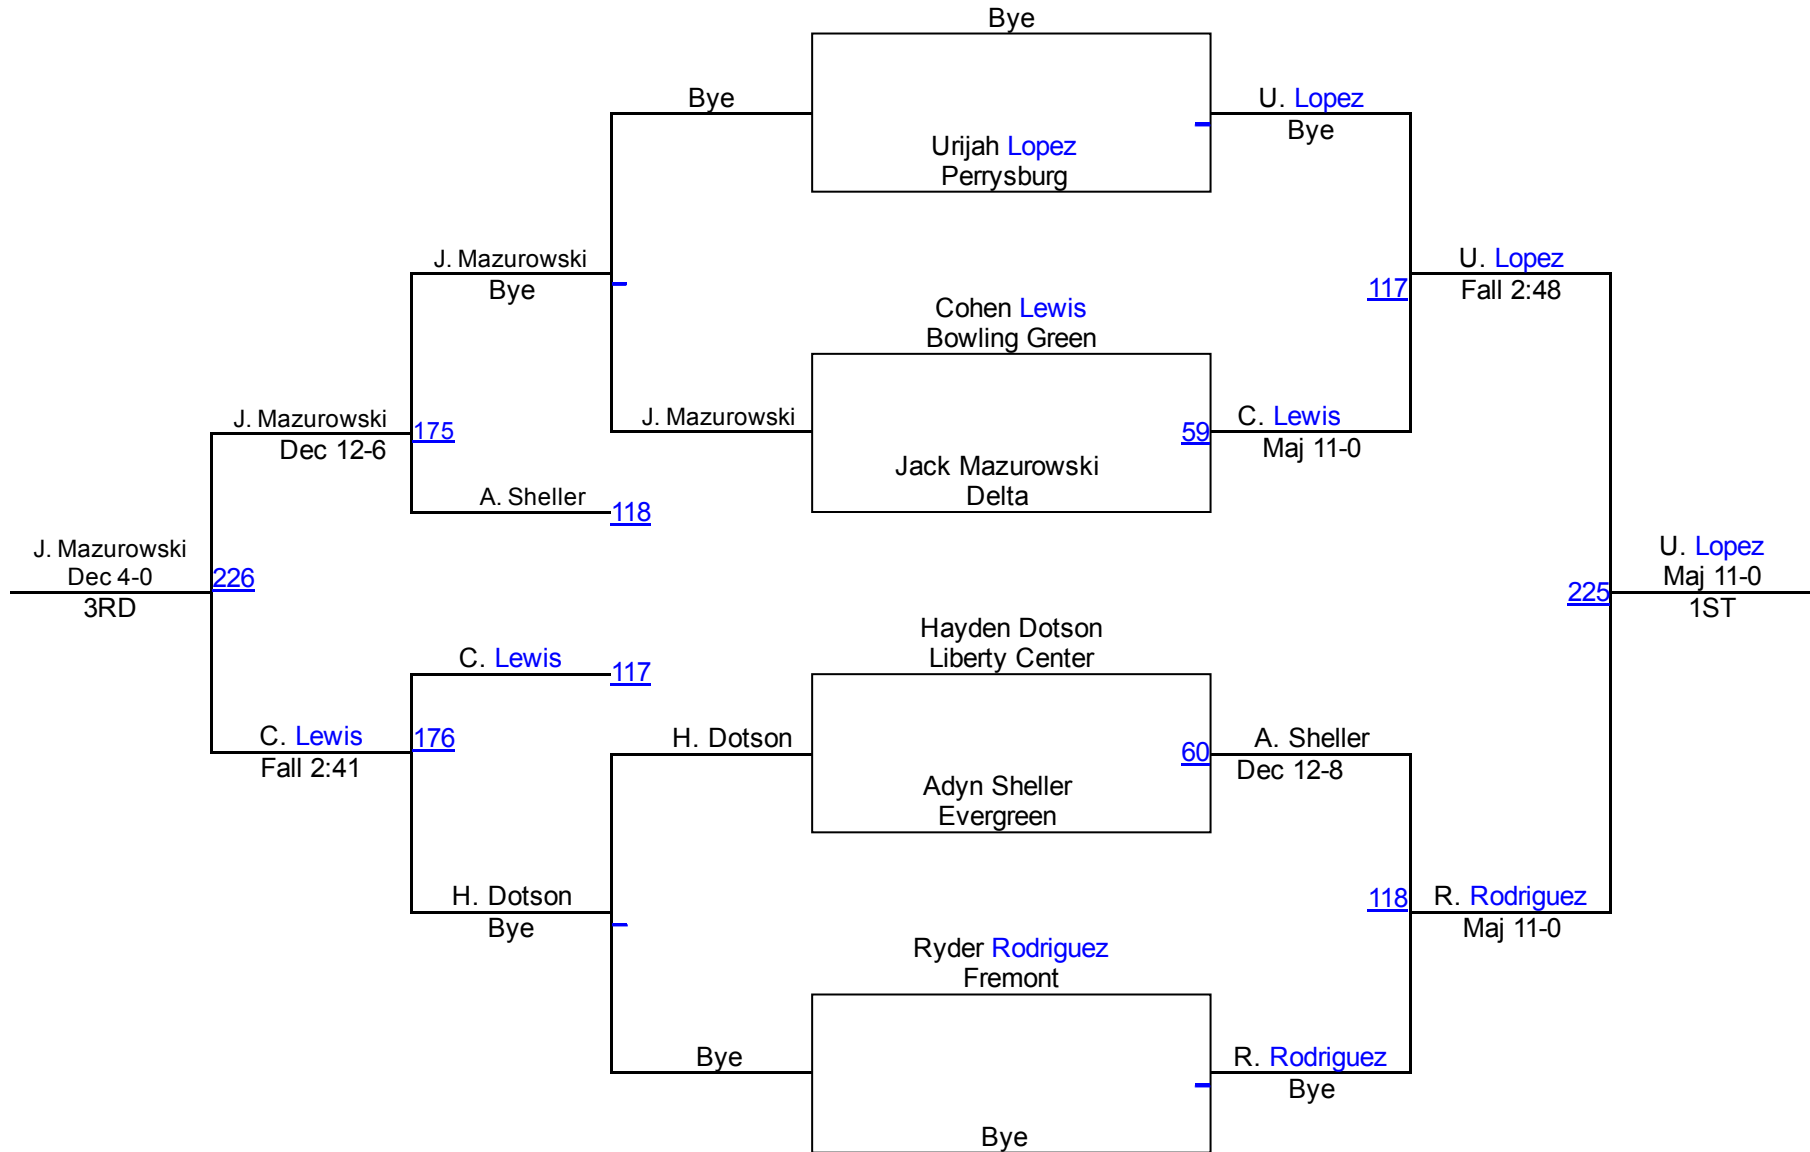 Bye
Bye
U. Lopez
Bye
Urijah Lopez
Perrysburg
J. Mazurowski
Bye
U. Lopez
117
Fall 2:48
Cohen Lewis
Bowling Green
J. Mazurowski
175
Dec 12-6
J. Mazurowski
59
C. Lewis
Maj 11-0
Jack Mazurowski
Delta
A. Sheller
118
J. Mazurowski
Dec 4-0
226
3RD
U. Lopez
Maj 11-0
225
1ST
Hayden Dotson
Liberty Center
C. Lewis
117
C. Lewis
176
Fall 2:41
H. Dotson
60
A. Sheller
Dec 12-8
Adyn Sheller
Evergreen
H. Dotson
Bye
118
R. Rodriguez
Maj 11-0
Ryder Rodriguez
Fremont
Bye
R. Rodriguez
Bye
Bye